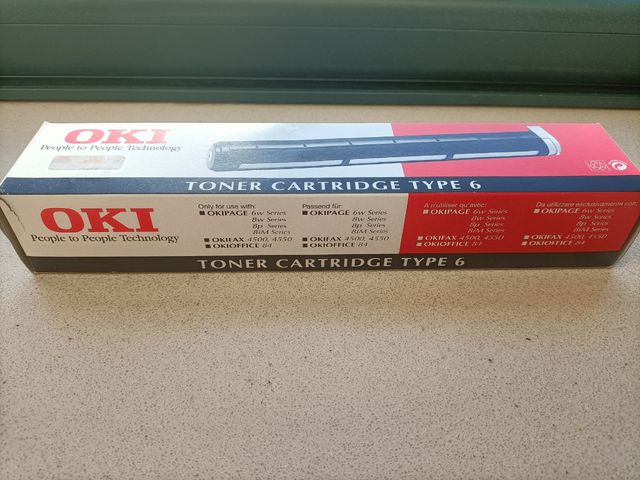 OKI
People to People Technology
TONER CARTRIDGE TYPE 6
OKI
People to People Technology
Only for use with:
■ OKIPAGE 6w Series
8w Series
8p Series
8iM Series
■ OKIFAX 4500, 4550
■ OKIOFFICE 84
Passend für:
■ OKIPAGE 6w Series
8w Series
8p Series
8iM Series
■ OKIFAX 4500, 4550
■ OKIOFFICE 84
A n'utiliser qu'avec:
■ OKIPAGE 6w Series
8w Series
8p Series
8iM Series
■ OKIFAX 4500, 4550
■ OKIOFFICE 84
Da utilizzare esclusivamente con:
■ OKIPAGE 6w Series
8w Series
8p Series
8iM Series
■ OKIFAX 4500, 4550
■ OKIOFFICE 84
TONER CARTRIDGE TYPE 6